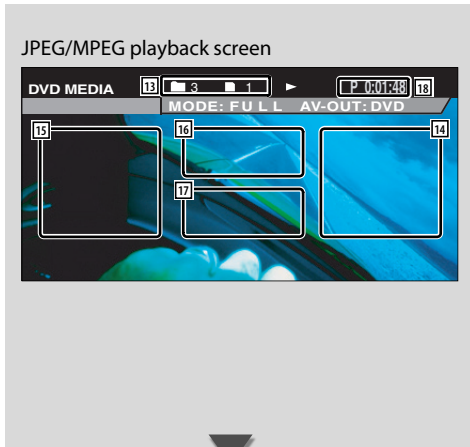 JPEG/MPEG playback screen
DVD MEDIA 13 3 1 P 0:01:48 18
MODE: FULL AV-OUT: DVD
15 16 14
17